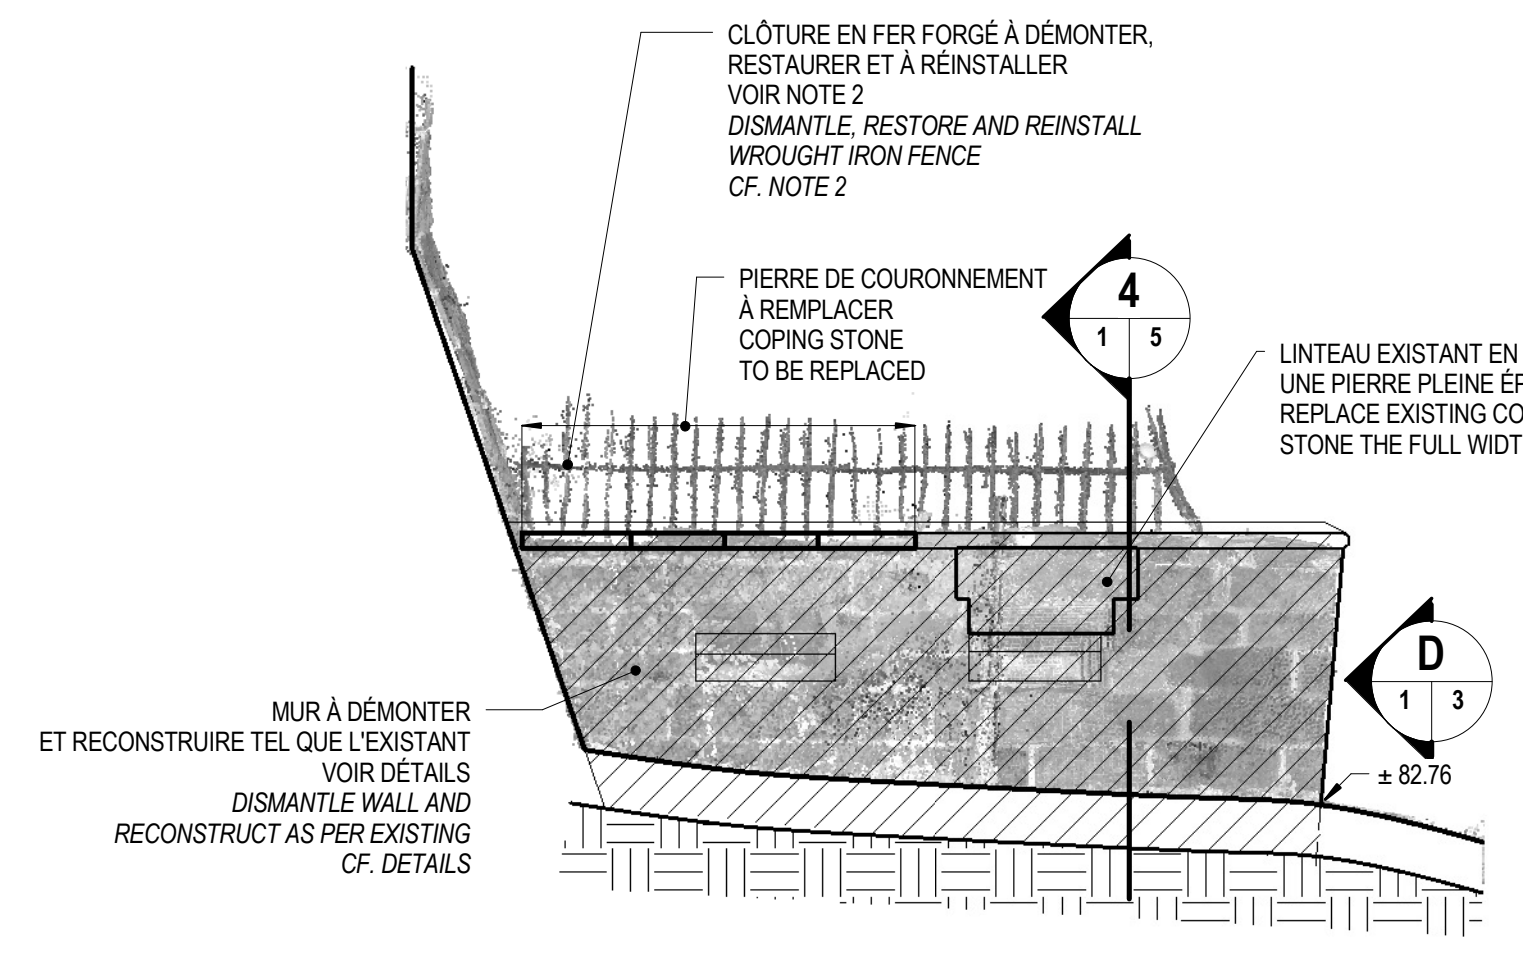 CLÔTURE EN FER FORGÉ À DÉMONTER,
RESTAURER ET À RÉINSTALLER
VOIR NOTE 2
DISMANTLE, RESTORE AND REINSTALL
WROUGHT IRON FENCE
CF. NOTE 2
PIERRE DE COURONNEMENT
À REMPLACER
COPING STONE
TO BE REPLACED
4
1 5
LINTEAU EXISTANT EN
UNE PIERRE PLEINE
REPLACE EXISTING
STONE THE FULL
D
1 3
± 82.76
MUR À DÉMONTER
ET RECONSTRUIRE TEL QUE L'EXISTANT
VOIR DÉTAILS
DISMANTLE WALL AND
RECONSTRUCT AS PER EXISTING
CF. DETAILS